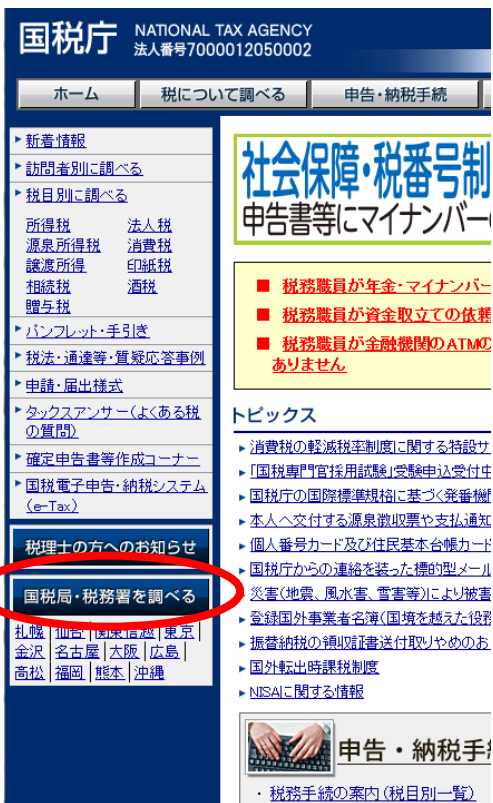 国税庁 NATIONAL TAX AGENCY
法人番号7000012050002
ホーム 税について調べる 申告・納税手続
新着情報
訪問者別に調べる
税目別に調べる
所得税 法人税
源泉所得税 消費税
譲渡所得 印紙税
相続税 酒税
贈与税
パンフレット・手引き
税法・通達等・質疑応答事例
申請・届出様式
タックスアンサー(よくある税
の質問)
確定申告書等作成コーナー
国税電子申告・納税システム
(e-Tax)
税理士の方へのお知らせ
国税局・税務署を調べる
札幌 仙台 関東信越 東京
金沢 名古屋 大阪 広島
高松 福岡 熊本 沖縄
社会保障・税番号制
申告書等にマイナンバー
税務職員が年金・マイナンバー
税務職員が資金取立ての依頼
税務職員が金融機関のATMの
ありません
トピックス
消費税の軽減税率制度に関する特設サ
「国税専門官採用試験」受験申込受付中
国税庁の国際標準規格に基づく発番機
本人へ交付する源泉徴収票や支払通知
個人番号カード及び住民基本台帳カード
国税庁からの連絡を装った標的型メール
災害(地震、風水害、雪害等)により被害
登録国外事業者名簿(国境を越えた役務
振替納税の領収証書送付取りやめのお
国外転出時課税制度
NISAに関する情報
申告・納税手続
・税務手続の案内(税目別一覧)